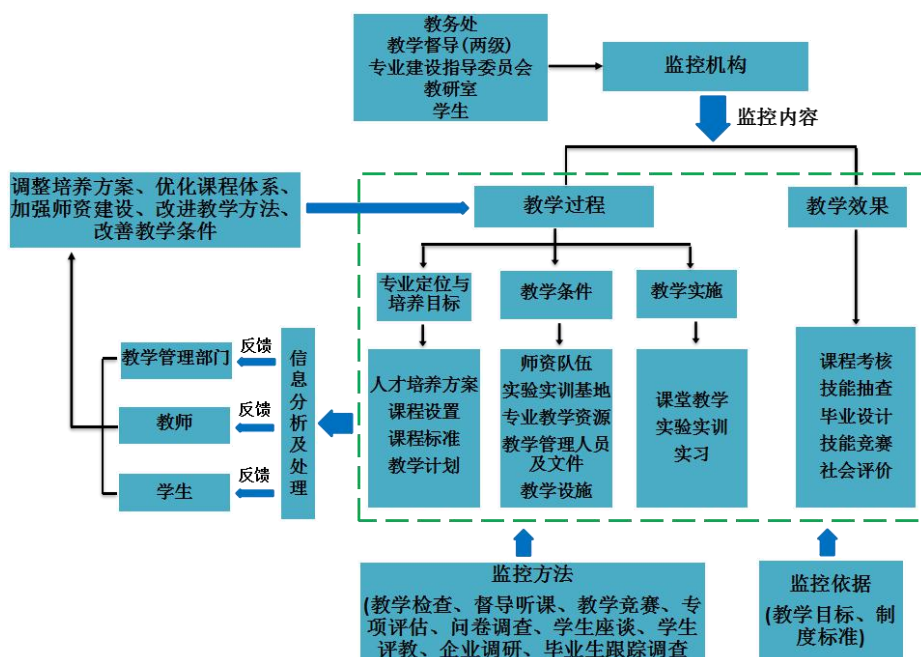 教务处
教学督导(两级)
专业建设指导委员会
教研室
学生
监控机构
监控内容
调整培养方案、优化课程体系、
加强师资建设、改进教学方法、
改善教学条件
教学过程
教学效果
专业定位与
培养目标
教学条件
教学实施
人才培养方案
课程设置
课程标准
教学计划
师资队伍
实验实训基地
专业教学资源
教学管理人员
及文件
教学设施
课堂教学
实验实训
实习
课程考核
技能抽查
毕业设计
技能竞赛
社会评价
教学管理部门
反馈
教师
反馈
学生
反馈
信息分析及处理
监控方法
(教学检查、督导听课、教学竞赛、专
项评估、问卷调查、学生座谈、学生
评教、企业调研、毕业生跟踪调查
监控依据
(教学目标、制
度标准)